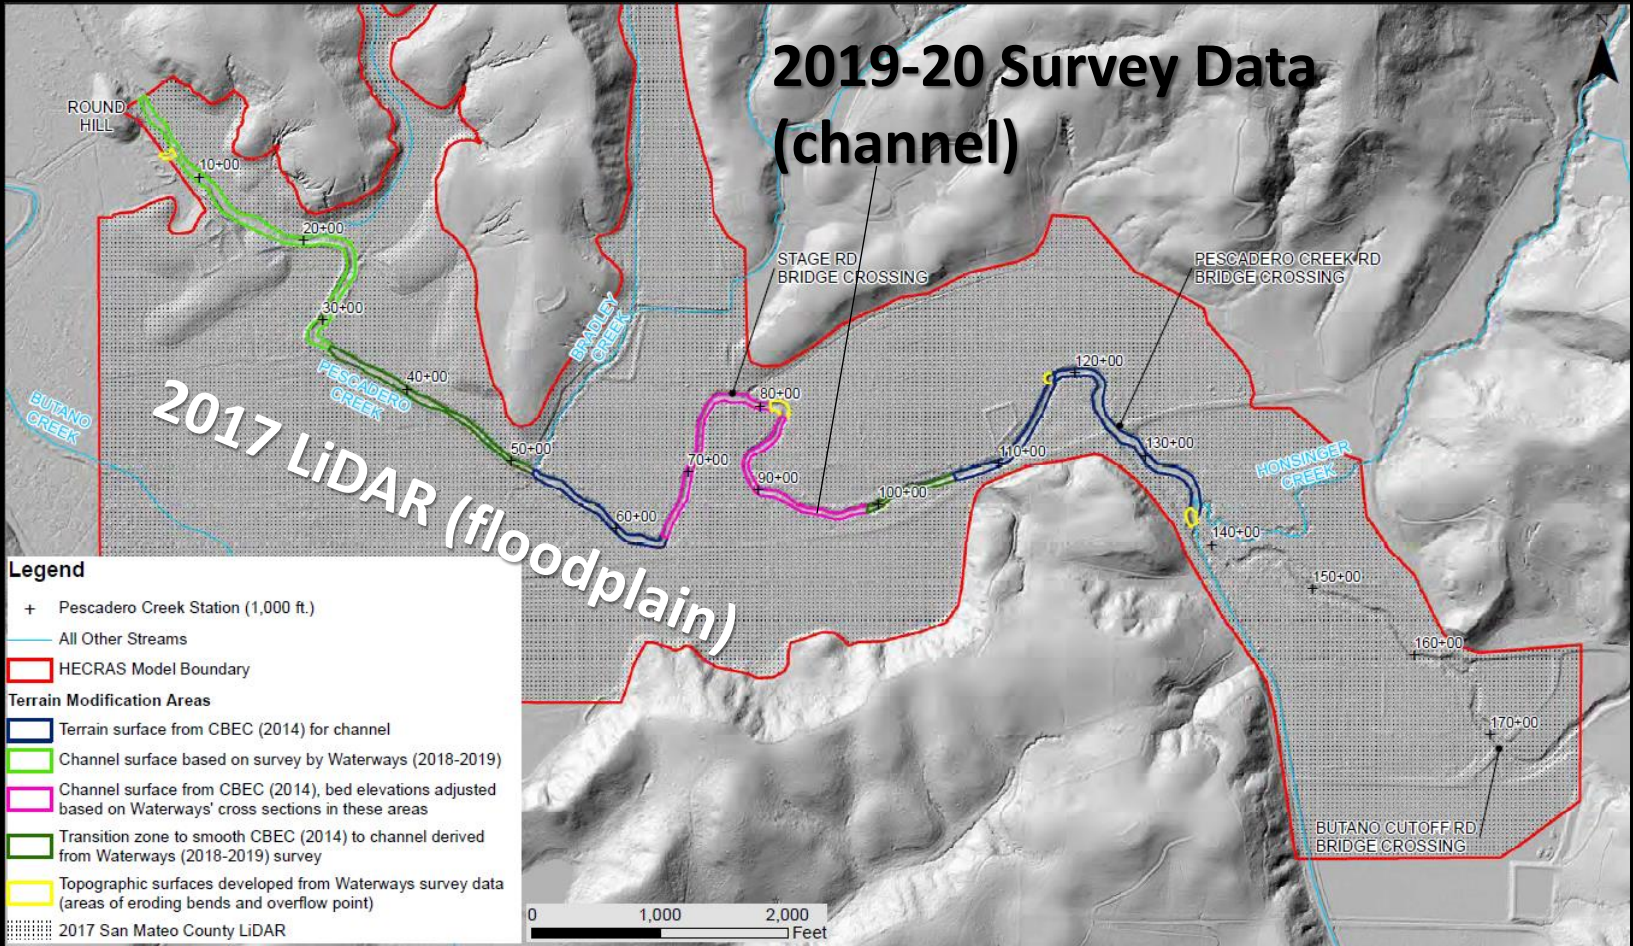 N
2019-20 Survey Data
(channel)
ROUND
HILL
10+00
20+00
STAGE RD
BRIDGE CROSSING
PESCADERO CREEK RD
BRIDGE CROSSING
30+00
BRADLEY
CREEK
PESCADERO
CREEK
40+00
120+00
80+00
BUTANO
CREEK
2017 LiDAR (floodplain)
50+00
70+00
110+00
130+00
HONSINGER
CREEK
90+00
100+00
60+00
140+00
150+00
160+00
170+00
BUTANO CUTOFF RD
BRIDGE CROSSING
Legend
+ Pescadero Creek Station (1,000 ft.)
All Other Streams
HECRAS Model Boundary
Terrain Modification Areas
Terrain surface from CBEC (2014) for channel
Channel surface based on survey by Waterways (2018-2019)
Channel surface from CBEC (2014), bed elevations adjusted
based on Waterways' cross sections in these areas
Transition zone to smooth CBEC (2014) to channel derived
from Waterways (2018-2019) survey
Topographic surfaces developed from Waterways survey data
(areas of eroding bends and overflow point)
2017 San Mateo County LiDAR
0 1,000 2,000
Feet